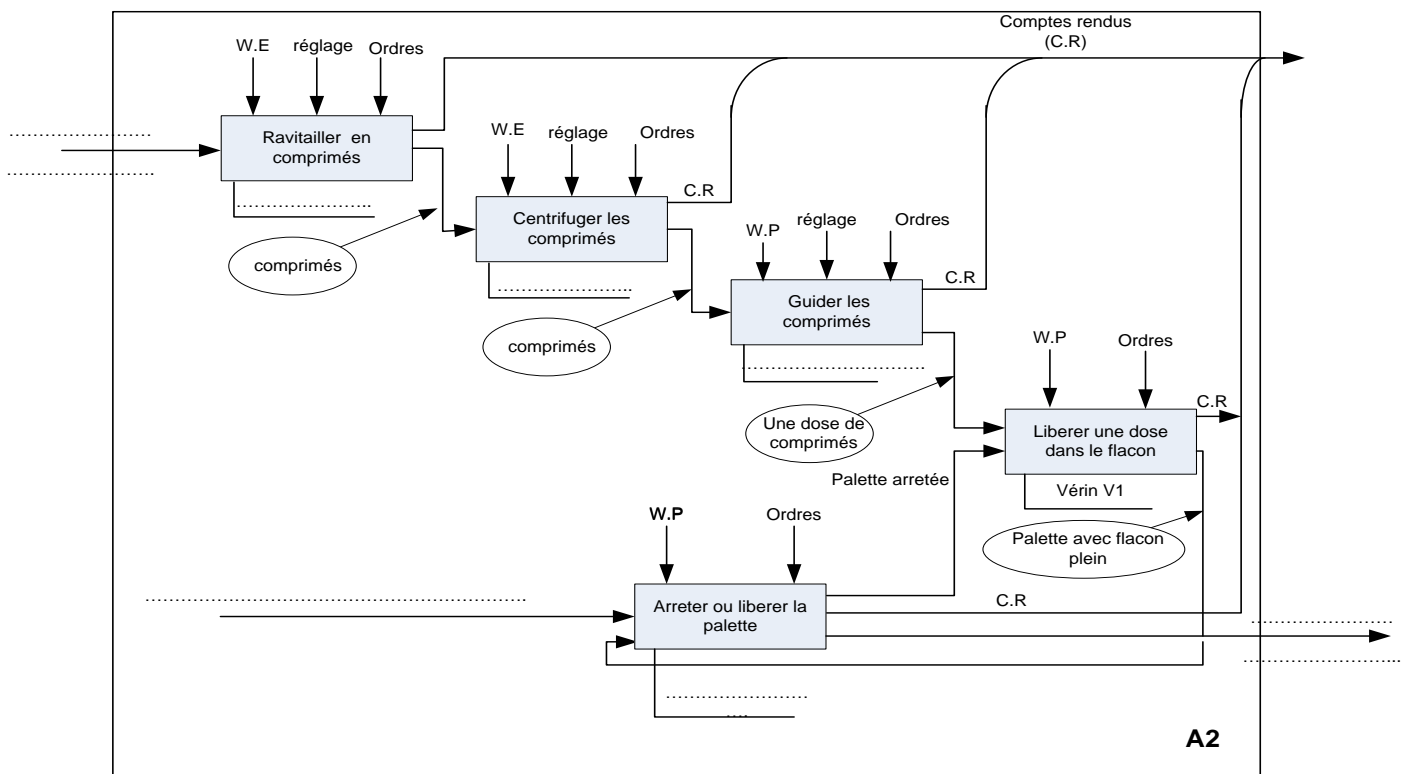 Comptes rendus
(C.R)
W.E réglage Ordres
Ravitailler en
comprimés
W.E réglage Ordres
C.R
Centrifuger les
comprimés
comprimés
W.P réglage Ordres
C.R
Guider les
comprimés
comprimés
W.P Ordres
C.R
Une dose de
comprimés
Liberer une dose
dans le flacon
Palette arretée
Vérin V1
W.P Ordres
Palette avec flacon
plein
Arreter ou liberer la
palette
C.R
A2